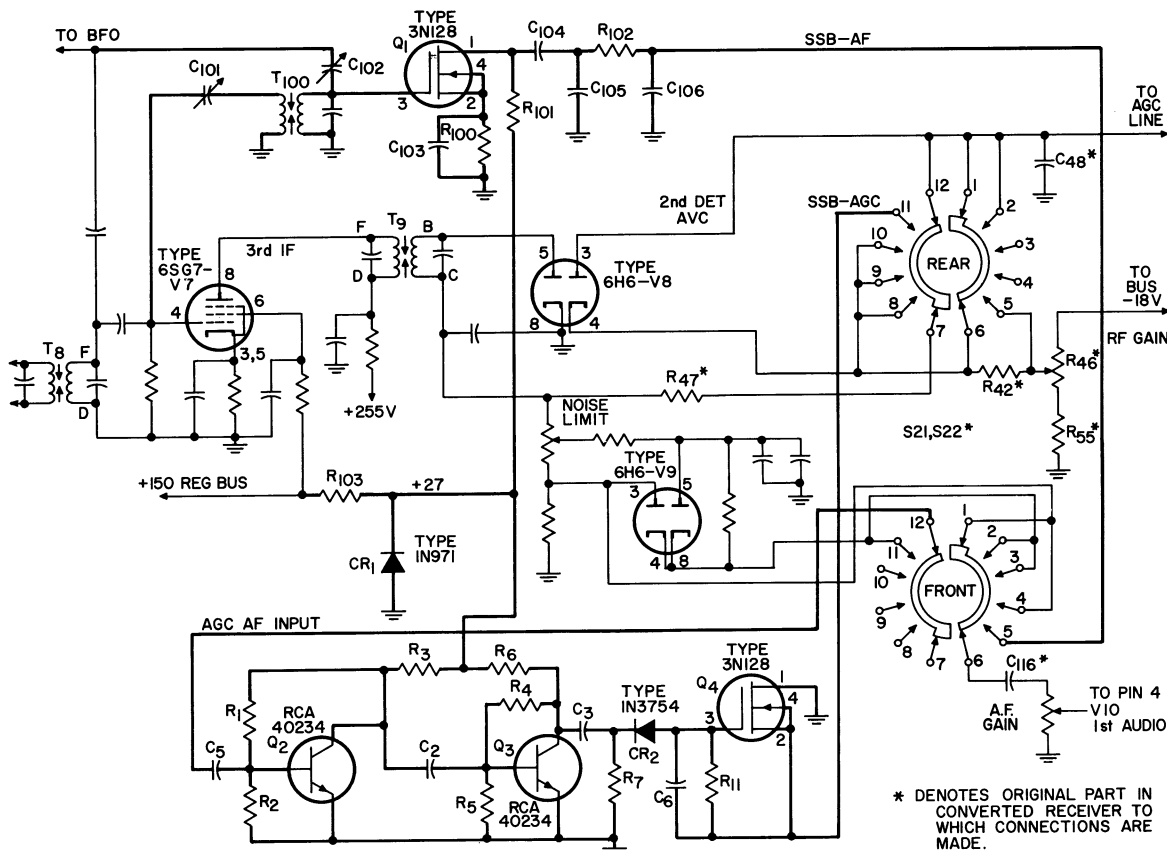 TO BFO
TYPE
3N128
Q1
1
4
2
3
C104
R102
SSB-AF
C101
T100
C102
C105
C106
R101
R100
C103
TO
AGC
LINE
C48*
2nd DET
AVC
SSB-AGC
11
12
1
2
10
3
9
REAR
4
8
5
7
6
TYPE
6SG7-
V7
3rd IF
8
6
4
3,5
F
T9
B
D
C
5
3
TYPE
6H6-V8
8
4
TO
BUS
-18V
RF GAIN
R46*
R42*
R55*
T8
F
D
+255V
R47*
NOISE
LIMIT
S21,S22*
TYPE
6H6-V9
3
5
4
8
+150 REG BUS
R103
+27
TYPE
IN971
CR1
12
1
11
2
10
3
FRONT
9
4
8
5
7
6
AGC AF INPUT
R3
R6
R4
R1
RCA
40234
Q2
C5
C2
Q3
C3
TYPE
IN3754
CR2
TYPE
3N128
Q4
1
4
3
2
R2
R5
RCA
40234
R7
C6
R11
C116*
A.F.
GAIN
TO PIN 4
V10
1st AUDIO
* DENOTES ORIGINAL PART IN
CONVERTED RECEIVER TO
WHICH CONNECTIONS ARE
MADE.